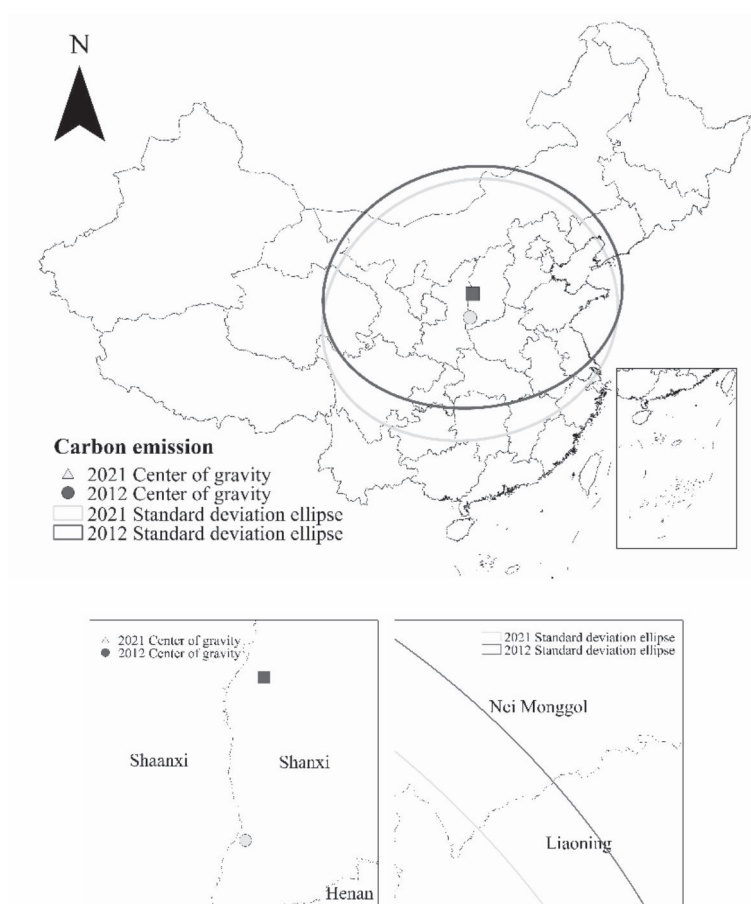 N
Carbon emission
2021 Center of gravity
2012 Center of gravity
2021 Standard deviation ellipse
2012 Standard deviation ellipse
2021 Center of gravity
2012 Center of gravity
Shaanxi
Shanxi
Henan
2021 Standard deviation ellipse
2012 Standard deviation ellipse
Nei Monggol
Liaoning